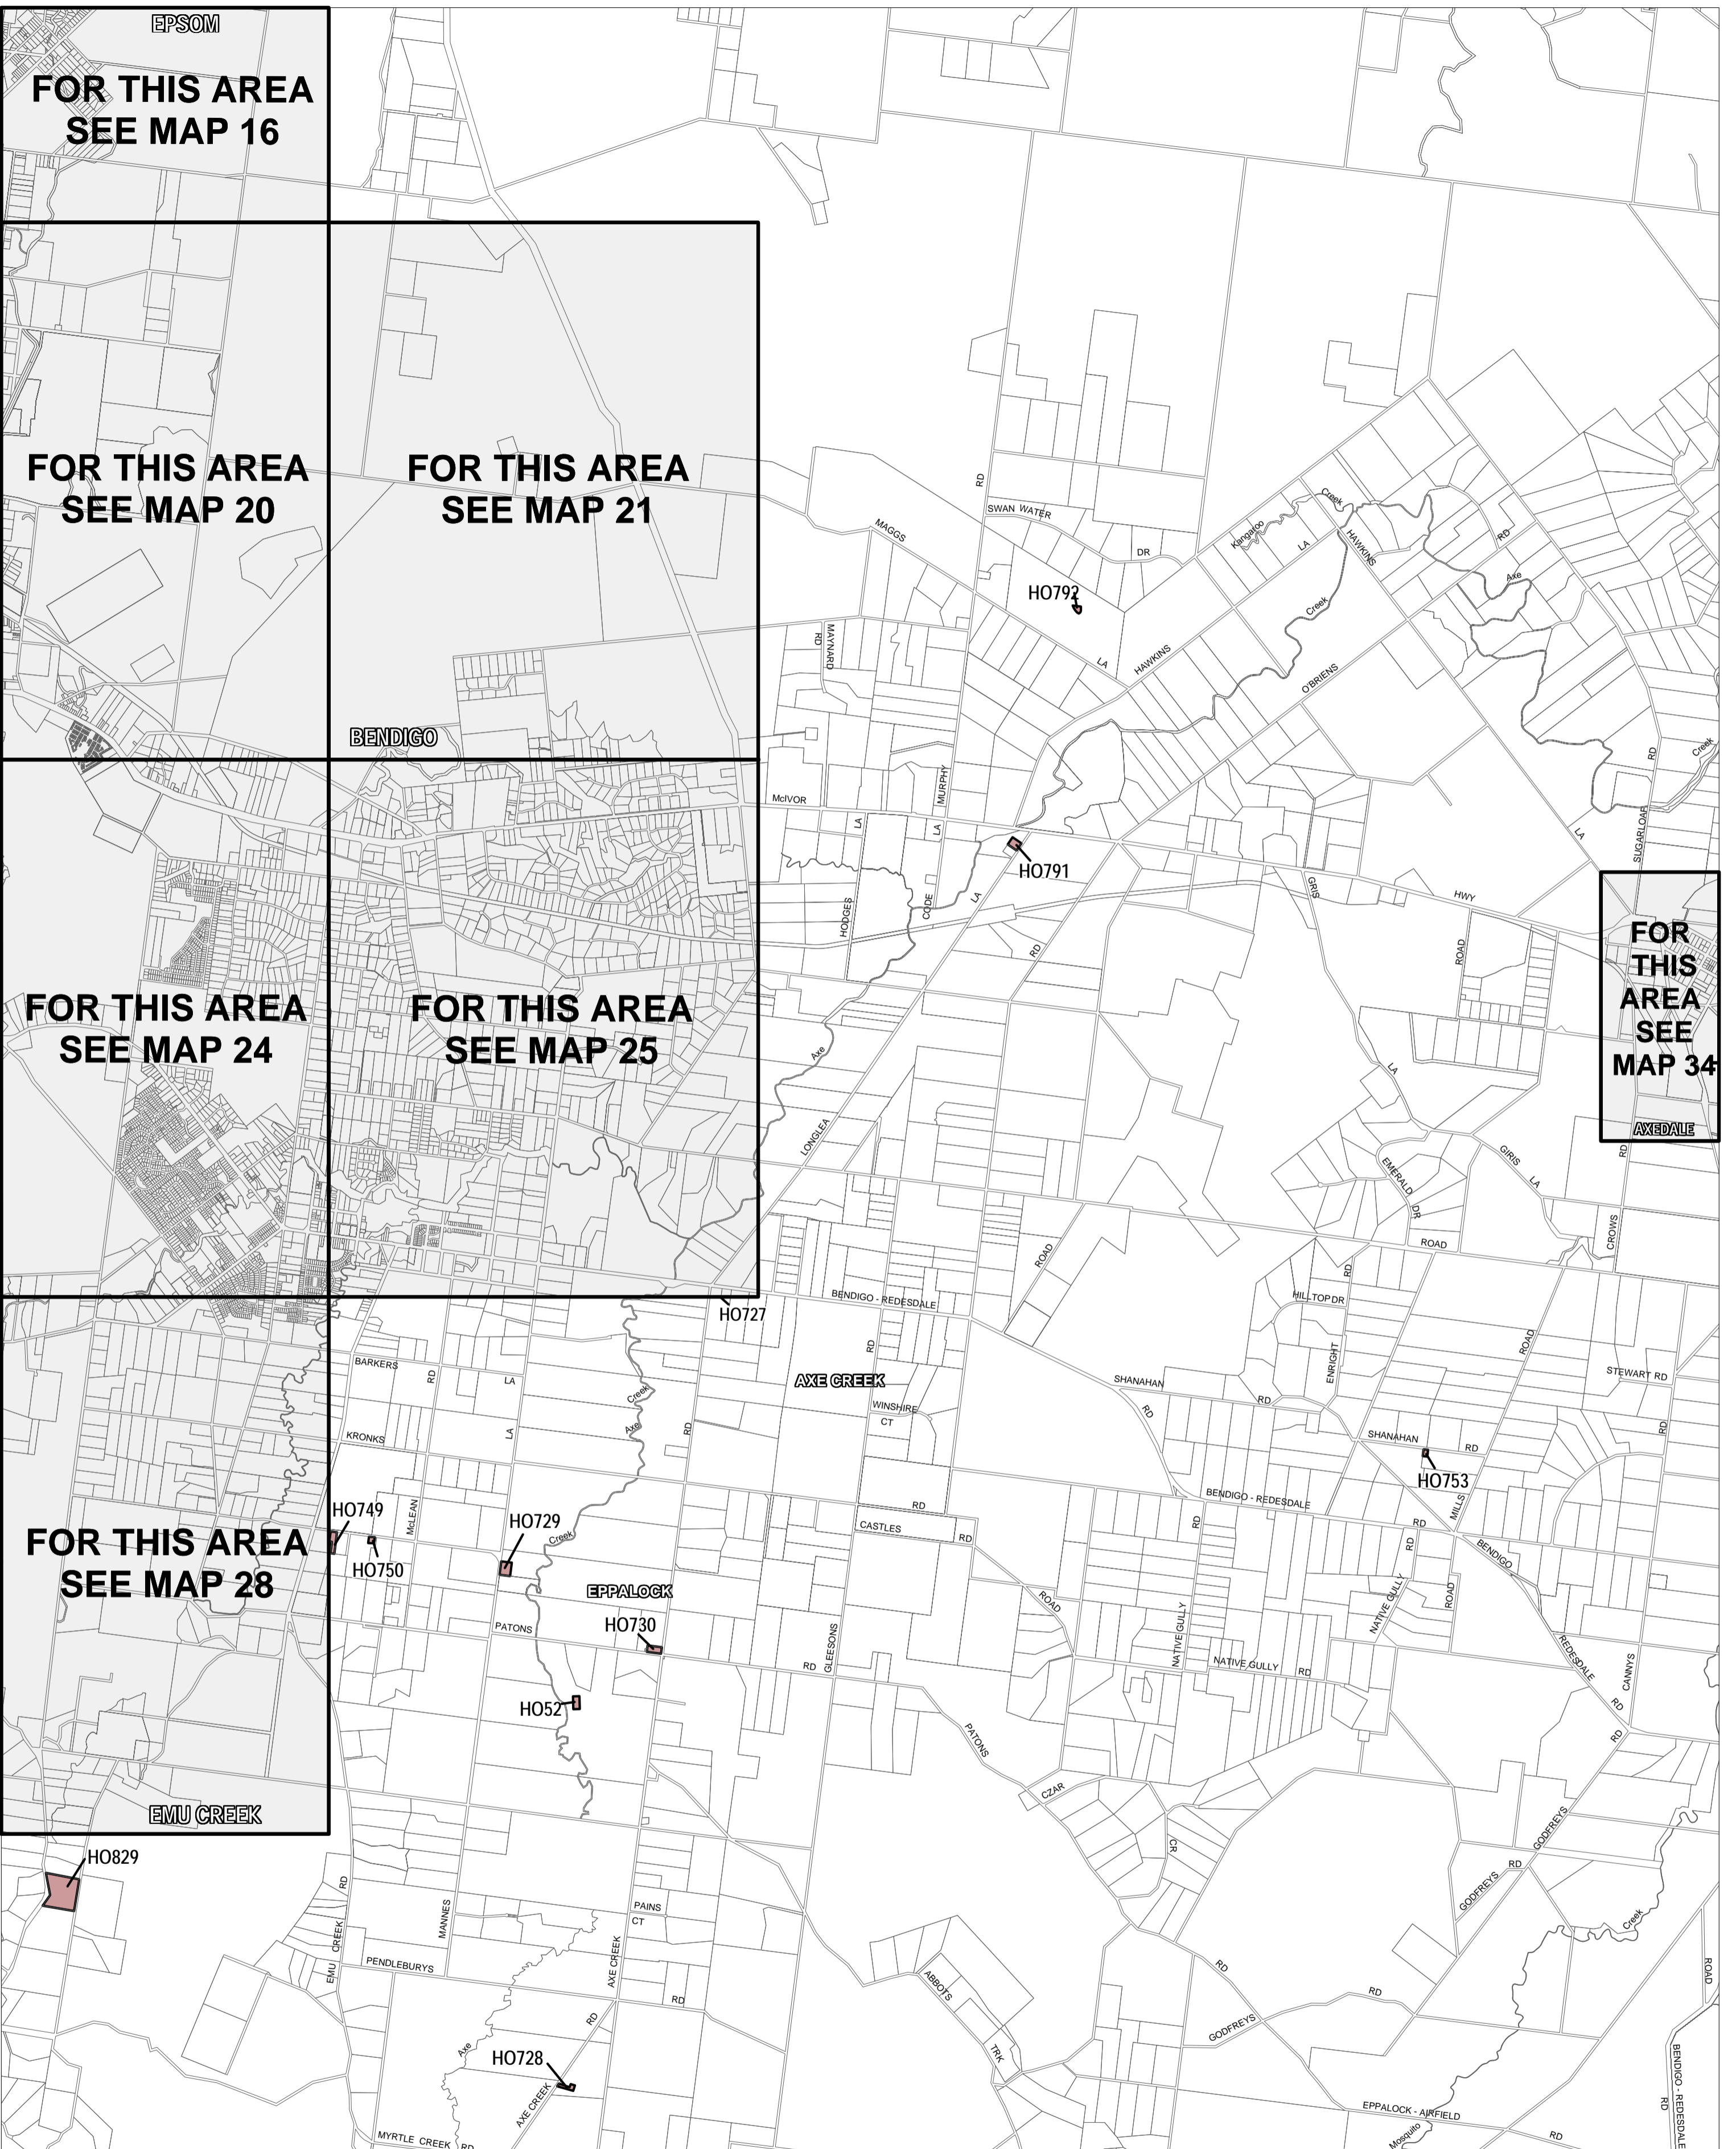 EPSOM
FOR THIS AREA
SEE MAP 16
FOR THIS AREA
SEE MAP 20
FOR THIS AREA
SEE MAP 21
RD
SWAN WATER
DR
MAGGS
Kangaroo
Creek
LA
HAWKINS
RD
Axe
HO792
Creek
MAYNARD
RD
LA
HAWKINS
O'BRIENS
BENDIGO
RD
Creek
McIVOR
MURPHY
LA
LA
LA
SUGARLOAF
HO791
GRIS
HWY
HODGES
CODE
LA
RD
ROAD
FOR
THIS
AREA
SEE
MAP 34
AXEDALE
FOR THIS AREA
SEE MAP 24
FOR THIS AREA
SEE MAP 25
Axe
LA
LONGLEA
EMERALD
DR
GIRIS
LA
RD
CROWS
ROAD
ROAD
RD
HO727
BENDIGO - REDESDALE
HILLTOP DR
BARKERS
RD
LA
Creek
Axe
RD
AXE CREEK
RD
WINSHIRE
CT
SHANAHAN
RD
RD
ENRIGHT
ROAD
STEWART RD
RD
KRONKS
LA
SHANAHAN
RD
HO753
BENDIGO - REDESDALE
RD
MILLS
FOR THIS AREA
SEE MAP 28
HO749
HO750
McLEAN
HO729
Creek
RD
CASTLES
RD
RD
RD
BENDIGO
EPPALOCK
ROAD
NATIVE GULLY
NATIVE GULLY
ROAD
PATONS
HO730
RD
GLEESONS
NATIVE GULLY
RD
REDESDALE
RD
CANNYS
RD
HO52
PATONS
CZAR
CR
GODFREYS
EMU CREEK
HO829
RD
EMU CREEK
MANNES
PAINS
CT
GODFREYS
RD
Creek
PENDLEBURYS
AXE CREEK
RD
RD
ABBOTS
TRK
RD
RD
GODFREYS
ROAD
Axe
HO728
AXE CREEK
MYRTLE CREEK RD
EPPALOCK - AIRFIELD
RD
Mosquito
BENDIGO - REDESDALE
RD